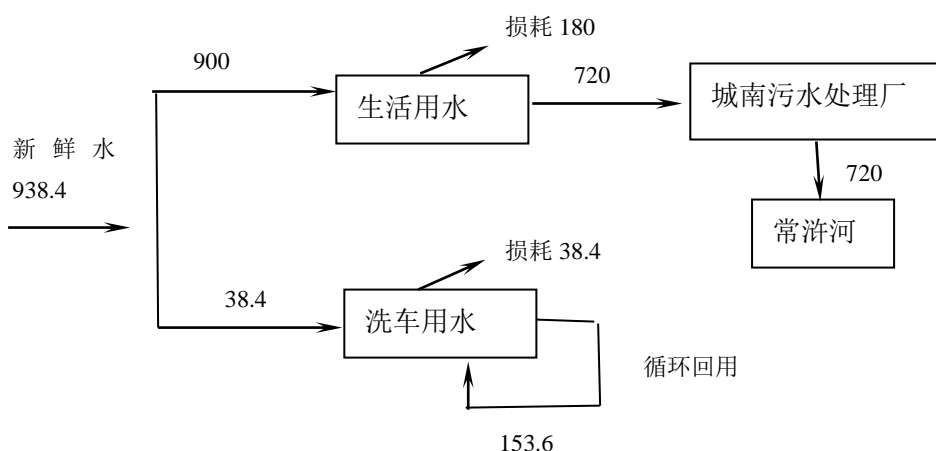 损耗 180
900
720
生活用水
城南污水处理厂
新 鲜 水
938.4
720
常浒河
损耗 38.4
38.4
洗车用水
循环回用
153.6